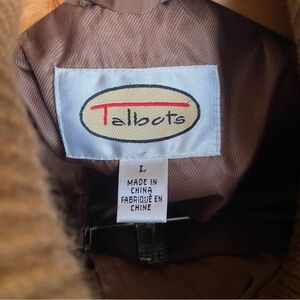 Talbots
L
MADE IN
CHINA
FABRIQUÉ EN
CHINE